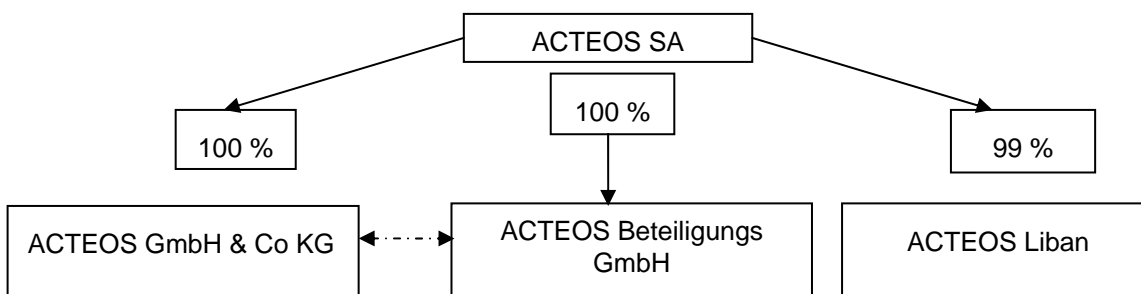 ACTEOS SA
100 %
100 %
99 %
ACTEOS GmbH & Co KG
ACTEOS Beteiligungs
GmbH
ACTEOS Liban